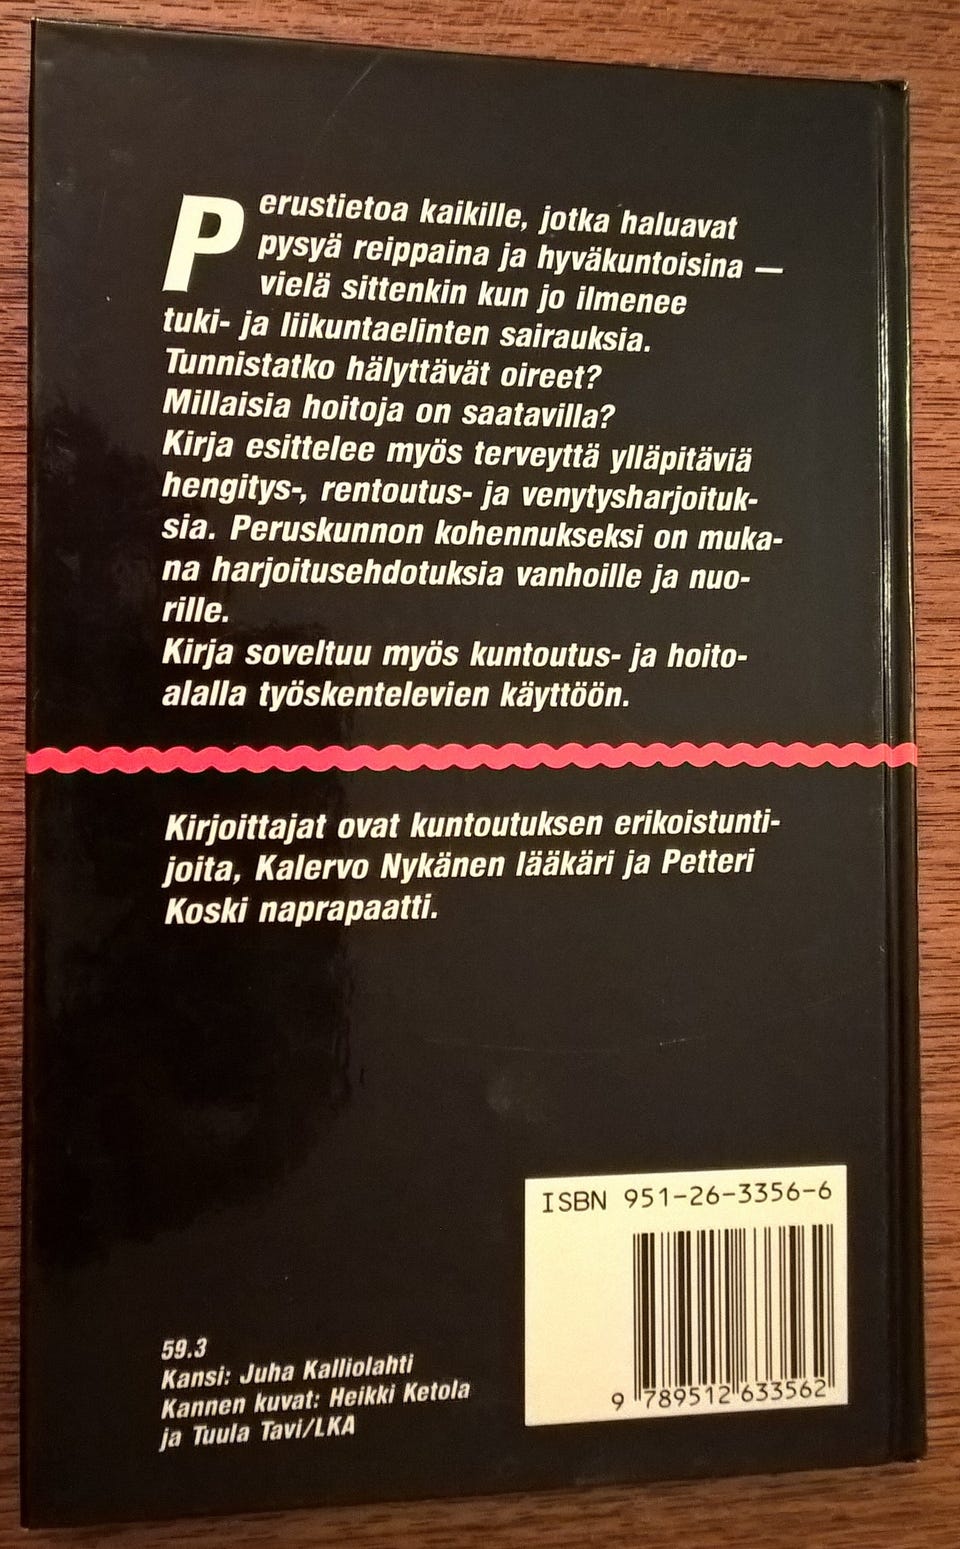 Perustietoa kaikille, jotka haluavat
pysyä reippaina ja hyväkuntoisina —
vielä sittenkin kun jo ilmenee
tuki- ja liikuntaelinten sairauksia.
Tunnistatko hälyttävät oireet?
Millaisia hoitoja on saatavilla?
Kirja esittelee myös terveyttä ylläpitäviä
hengitys-, rentoutus- ja venytysharjoituk-
sia. Peruskunnon kohennukseksi on muka-
na harjoitusehdotuksia vanhoille ja nuo-
rille.
Kirja soveltuu myös kuntoutus- ja hoito-
alalla työskentelevien käyttöön.
Kirjoittajat ovat kuntoutuksen erikoistunti-
joita, Kalervo Nykänen lääkäri ja Petteri
Koski naprapaatti.
ISBN 951-26-3356-6
9 789512 633562
59.3
Kansi: Juha Kalliolahti
Kannen kuvat: Heikki Ketola
ja Tuula Tavi/LKA